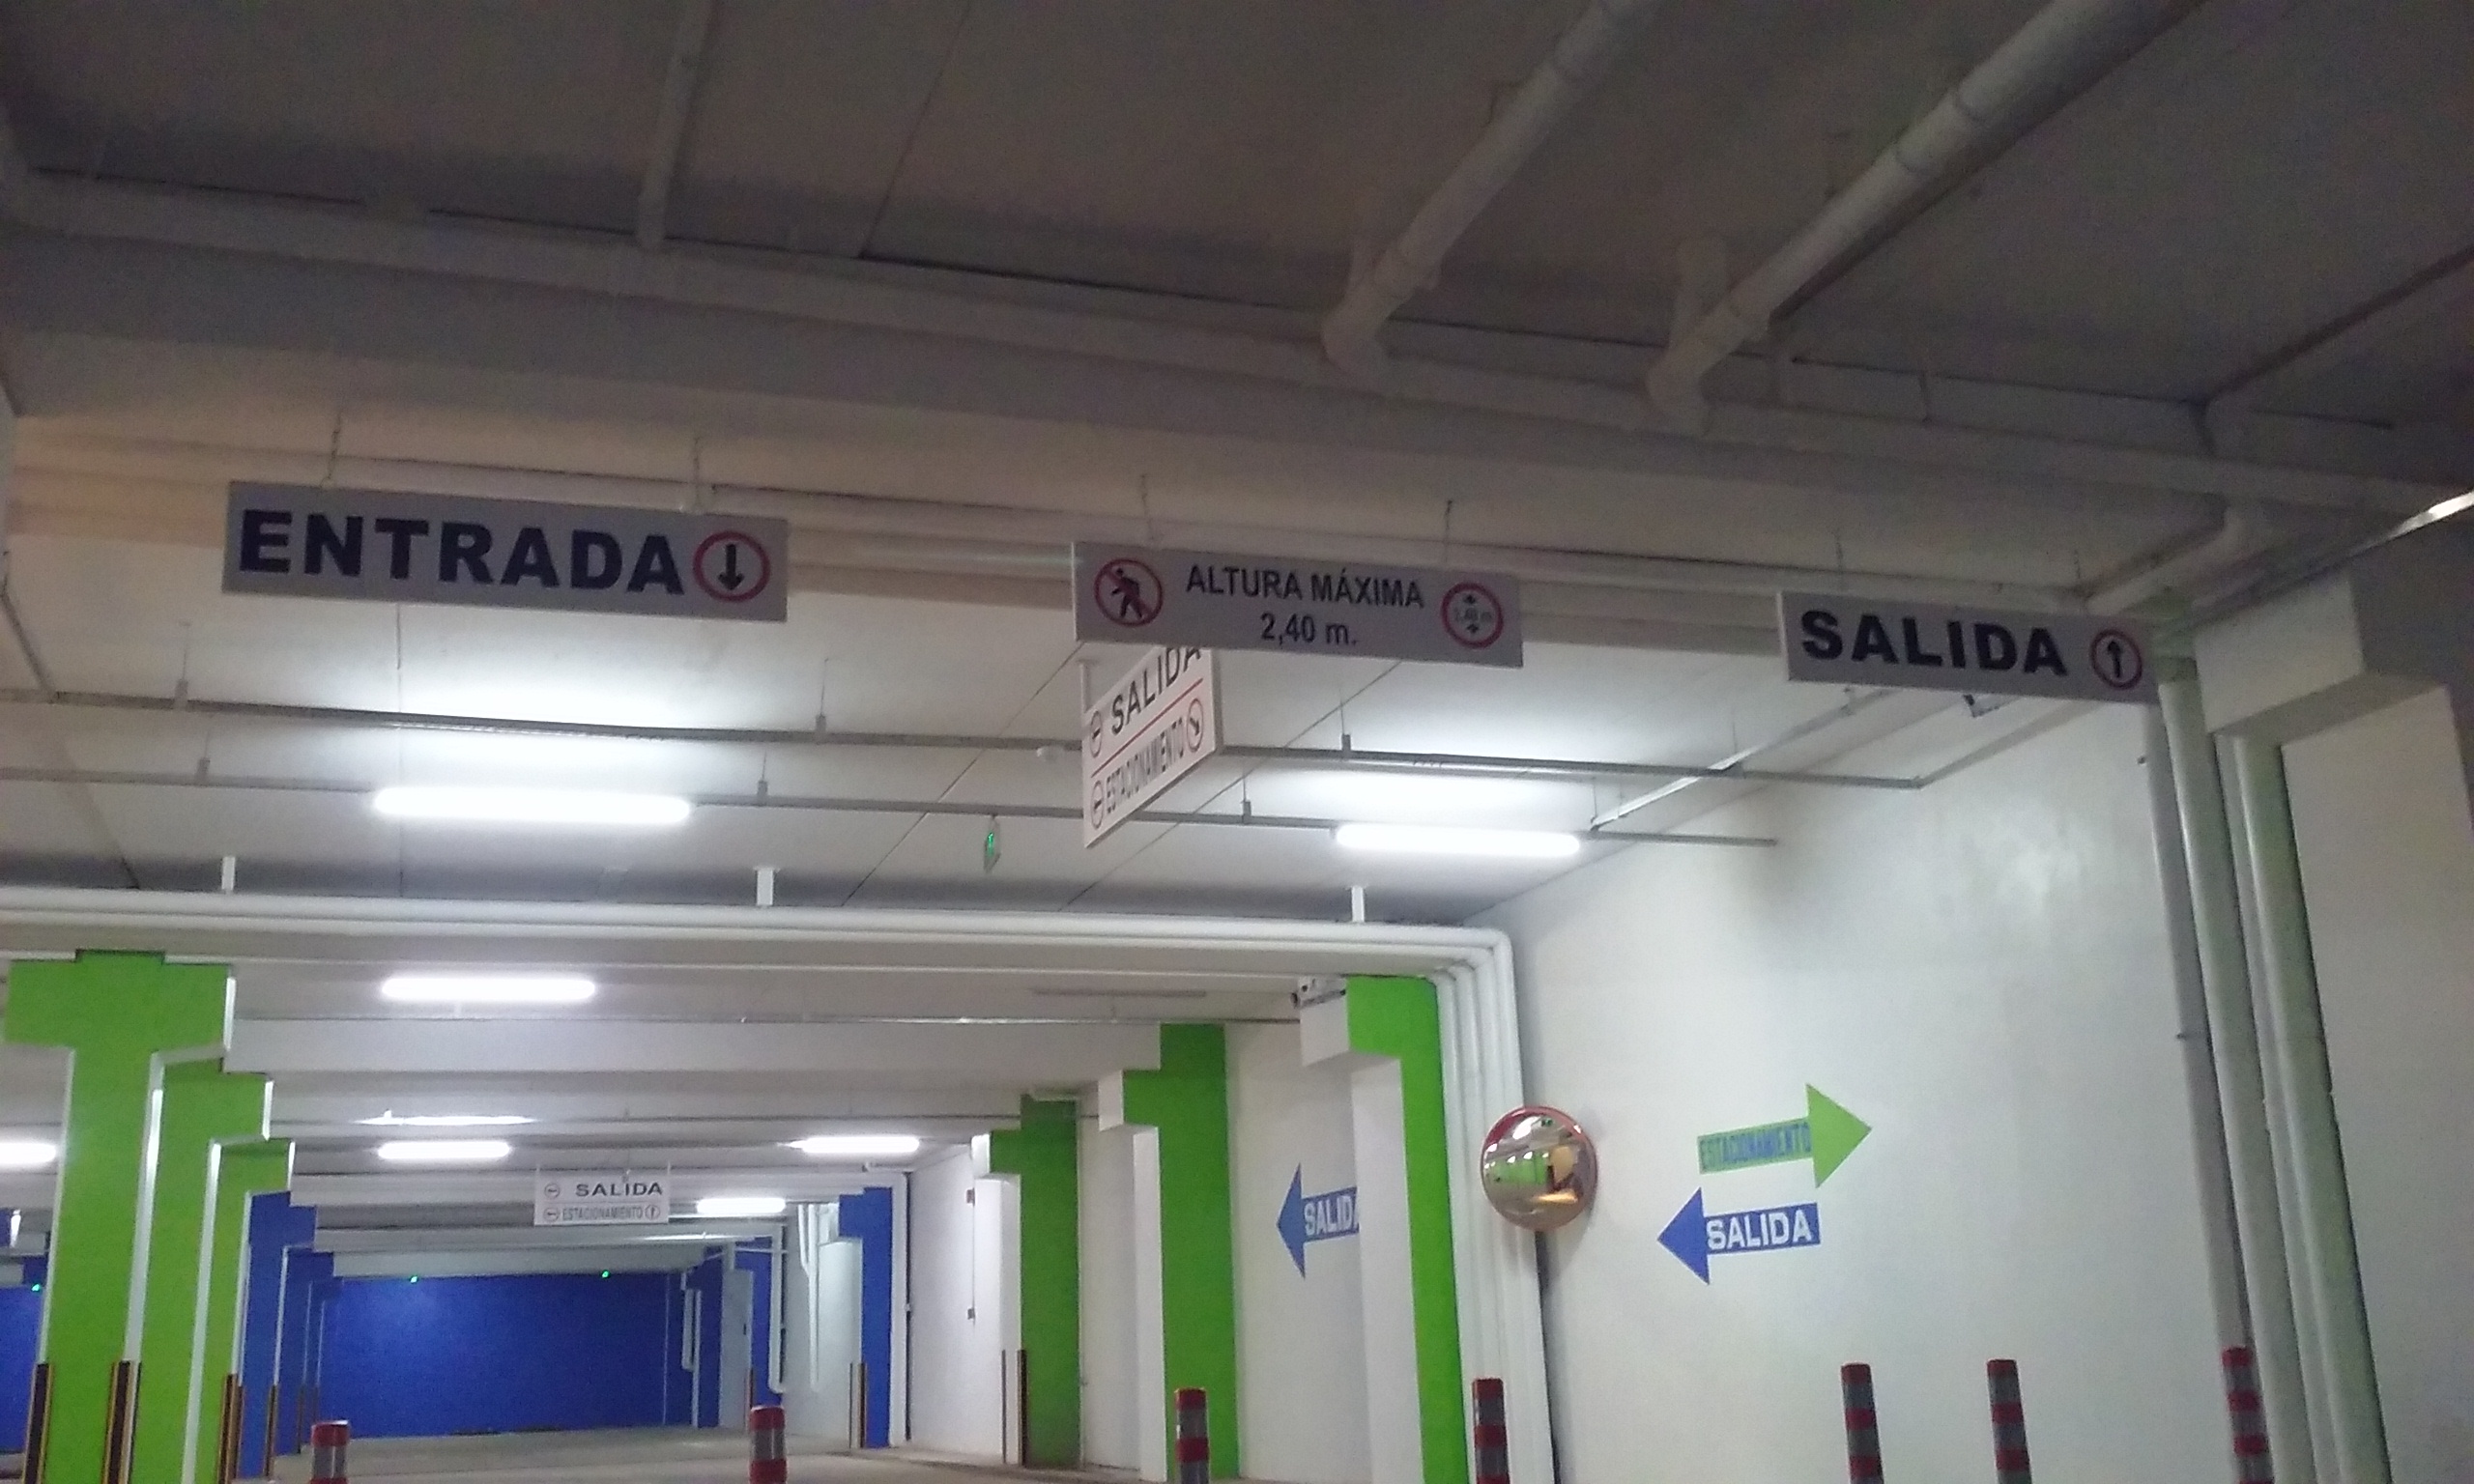 ENTRADA
ALTURA MÁXIMA
2,40 m.
SALIDA
SALIDA
ESTACIONAMIENTO
SALIDA
ESTACIONAMIENTO
SALIDA
ESTACIONAMIENTO
SALIDA